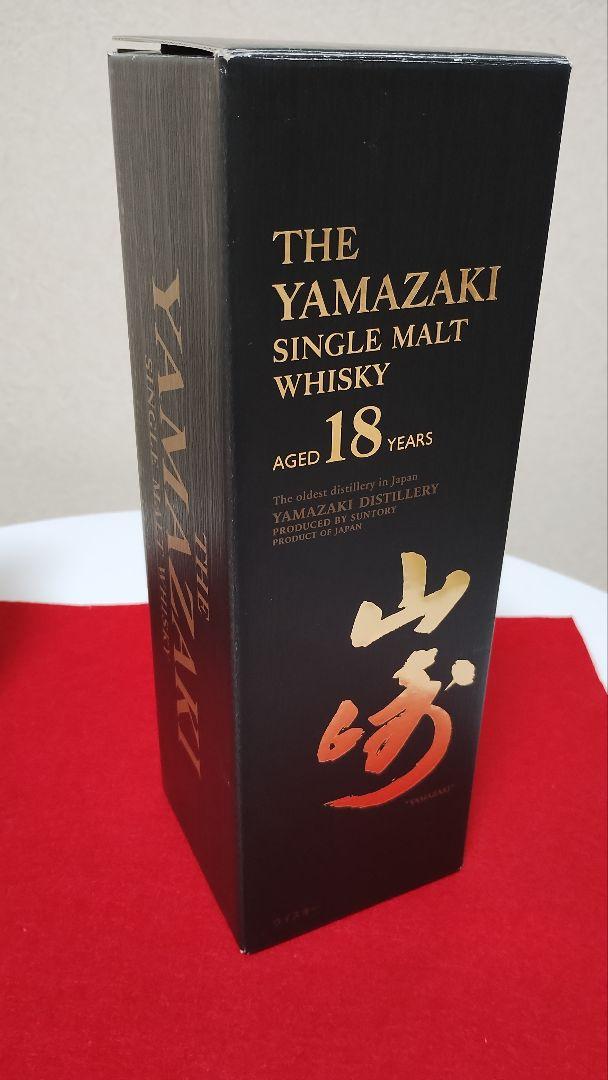 THE
YAMAZAKI
SINGLE MALT
WHISKY
AGED 18 YEARS
The oldest distillery in Japan
YAMAZAKI DISTILLERY
PRODUCED BY SUNTORY
PRODUCT OF JAPAN
山崎
"YAMAZAKI"
ウイスキー
THE
YAMAZAKI
SINGLE MALT WHISKY